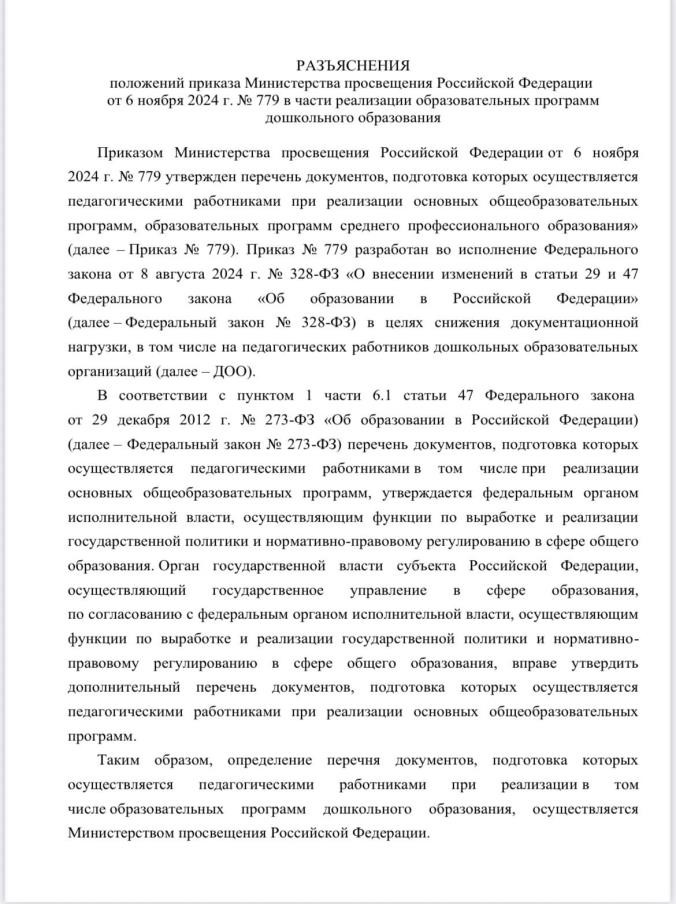 РАЗЪЯСНЕНИЯ
положений приказа Министерства просвещения Российской Федерации
от 6 ноября 2024 г. № 779 в части реализации образовательных программ
дошкольного образования
Приказом Министерства просвещения Российской Федерации от 6 ноября
2024 г. № 779 утвержден перечень документов, подготовка которых осуществляется
педагогическими работниками при реализации основных общеобразовательных
программ, образовательных программ среднего профессионального образования»
(далее – Приказ № 779). Приказ № 779 разработан во исполнение Федерального
закона от 8 августа 2024 г. № 328-ФЗ «О внесении изменений в статьи 29 и 47
Федерального закона «Об образовании в Российской Федерации»
(далее – Федеральный закон № 328-ФЗ) в целях снижения документационной
нагрузки, в том числе на педагогических работников дошкольных образовательных
организаций (далее – ДОО).
В соответствии с пунктом 1 части 6.1 статьи 47 Федерального закона
от 29 декабря 2012 г. № 273-ФЗ «Об образовании в Российской Федерации)
(далее – Федеральный закон № 273-ФЗ) перечень документов, подготовка которых
осуществляется педагогическими работниками в том числе при реализации
основных общеобразовательных программ, утверждается федеральным органом
исполнительной власти, осуществляющим функции по выработке и реализации
государственной политики и нормативно-правовому регулированию в сфере общего
образования. Орган государственной власти субъекта Российской Федерации,
осуществляющий государственное управление в сфере образования,
по согласованию с федеральным органом исполнительной власти, осуществляющим
функции по выработке и реализации государственной политики и нормативно-
правовому регулированию в сфере общего образования, вправе утвердить
дополнительный перечень документов, подготовка которых осуществляется
педагогическими работниками при реализации основных общеобразовательных
программ.
Таким образом, определение перечня документов, подготовка которых
осуществляется педагогическими работниками при реализации в том
числе образовательных программ дошкольного образования, осуществляется
Министерством просвещения Российской Федерации.